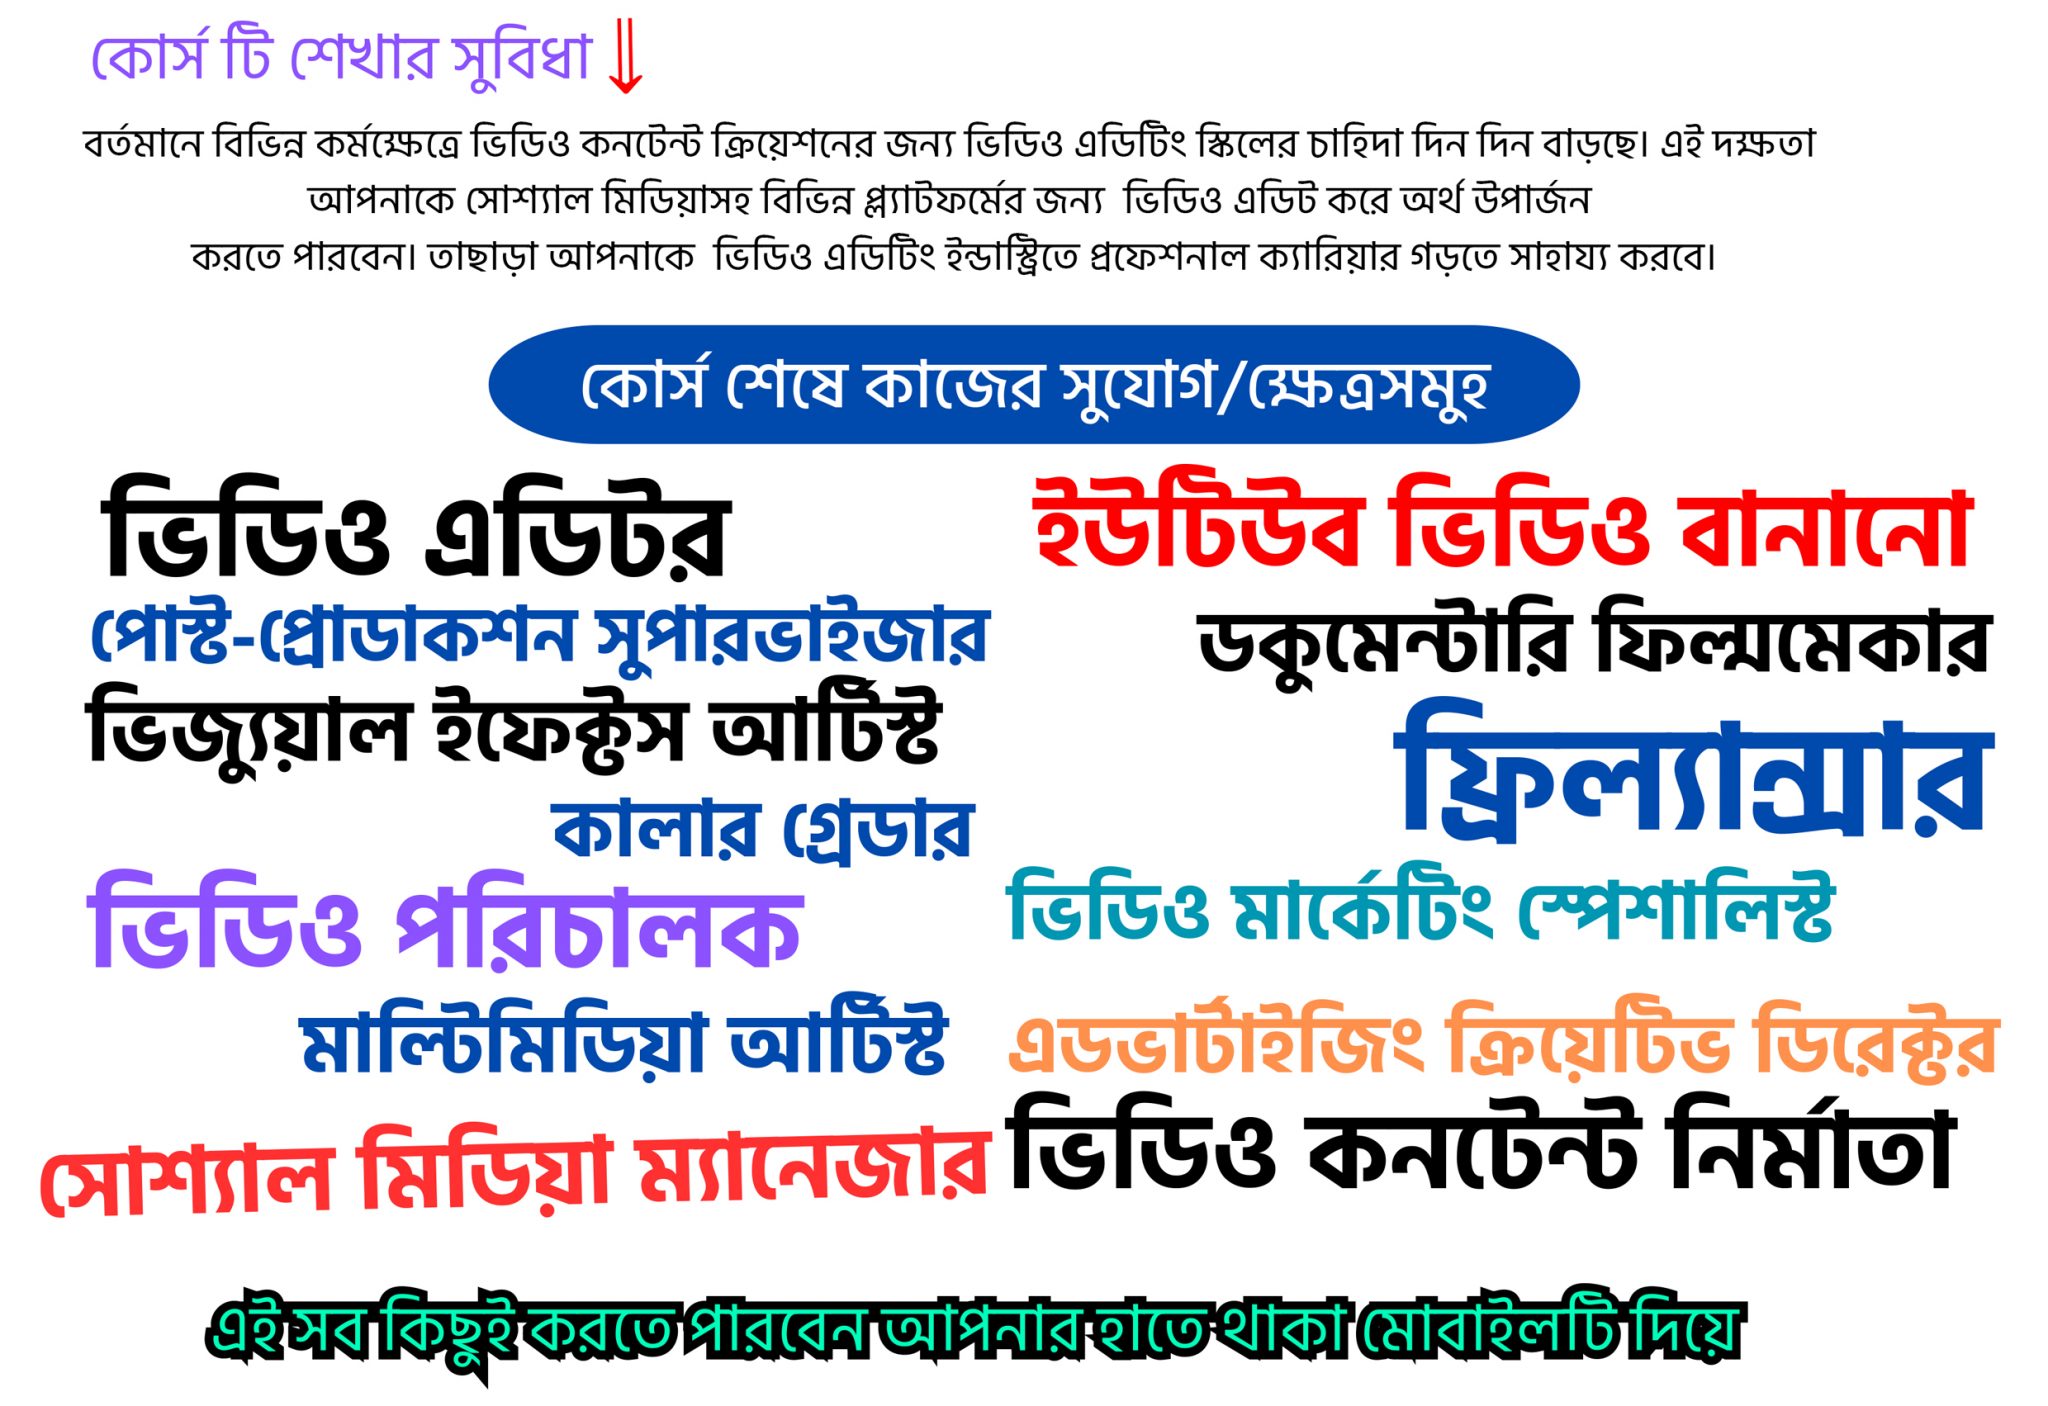 কোর্স টি শেখার সুবিধা
বর্তমানে বিভিন্ন কর্মক্ষেত্রে ভিডিও কনটেন্ট ক্রিয়েশনের জন্য ভিডিও এডিটিং স্কিলের চাহিদা দিন দিন বাড়ছে। এই দক্ষতা
আপনাকে সোশ্যাল মিডিয়াসহ বিভিন্ন প্ল্যাটফর্মের জন্য ভিডিও এডিট করে অর্থ উপার্জন
করতে পারবেন। তাছাড়া আপনাকে ভিডিও এডিটিং ইন্ডাস্ট্রিতে প্রফেশনাল ক্যারিয়ার গড়তে সাহায্য করবে।
কোর্স শেষে কাজের সুযোগ/ক্ষেত্রসমুহ
ভিডিও এডিটর
পোস্ট-প্রোডাকশন সুপারভাইজার
ভিজ্যুয়াল ইফেক্টস আর্টিস্ট
কালার গ্রেডার
ভিডিও পরিচালক
মাল্টিমিডিয়া আর্টিস্ট
সোশ্যাল মিডিয়া ম্যানেজার
ইউটিউব ভিডিও বানানো
ডকুমেন্টারি ফিল্মমেকার
ফ্রিল্যান্সার
ভিডিও মার্কেটিং স্পেশালিস্ট
এডভার্টাইজিং ক্রিয়েটিভ ডিরেক্টর
ভিডিও কনটেন্ট নির্মাতা
এই সব কিছুই করতে পারবেন আপনার হাতে থাকা মোবাইলটি দিয়ে